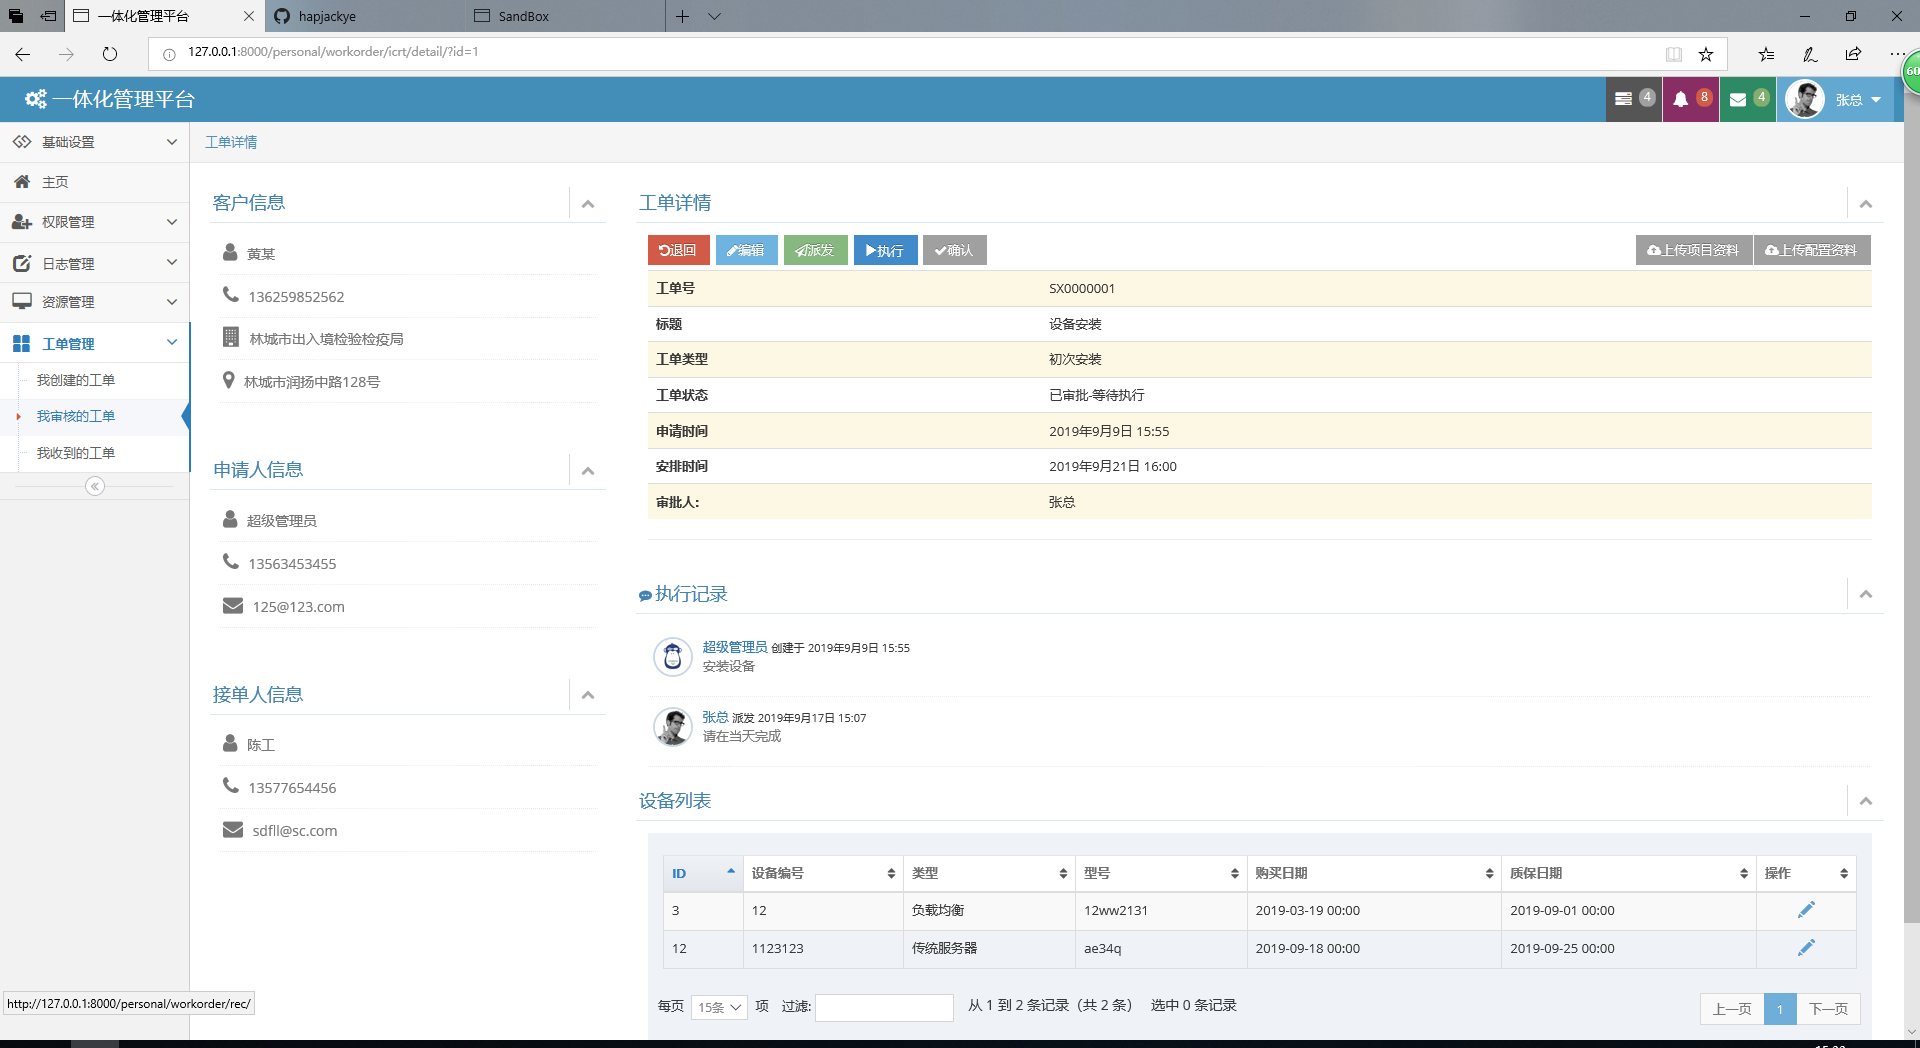 一体化管理平台
hapjackye
SandBox
127.0.0.1:8000/personal/workorder/icrt/detail/?id=1
60
一体化管理平台
4
8
4
张总
基础设置
主页
权限管理
日志管理
资源管理
工单管理
我创建的工单
我审核的工单
我收到的工单
工单详情
客户信息
黄某
136259852562
林城市出入境检验检疫局
林城市润扬中路128号
申请人信息
超级管理员
13563453455
125@123.com
接单人信息
陈工
13577654456
sdfll@sc.com
工单详情
退回 编辑 派发 执行 确认 上传项目资料 上传配置资料
工单号 SX0000001
标题 设备安装
工单类型 初次安装
工单状态 已审批-等待执行
申请时间 2019年9月9日 15:55
安排时间 2019年9月21日 16:00
审批人: 张总
执行记录
超级管理员 创建于 2019年9月9日 15:55
安装设备
张总 派发 2019年9月17日 15:07
请在当天完成
设备列表
ID 设备编号 类型 型号 购买日期 质保日期 操作
3 12 负载均衡 12ww2131 2019-03-19 00:00 2019-09-01 00:00
12 1123123 传统服务器 ae34q 2019-09-18 00:00 2019-09-25 00:00
每页 15条 项 过滤: 从 1 到 2 条记录（共 2 条） 选中 0 条记录
上一页 1 下一页
http://127.0.0.1:8000/personal/workorder/rec/